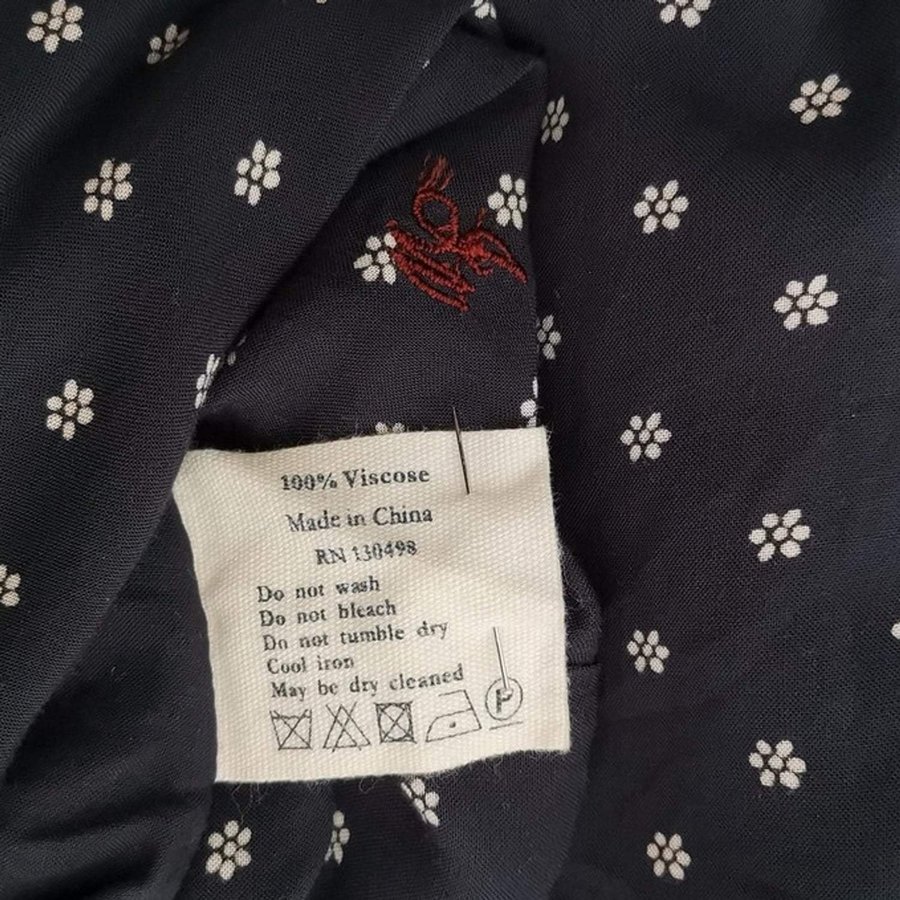 100% Viscose
Made in China
RN 130498
Do not wash
Do not bleach
Do not tumble dry
Cool iron
May be dry cleaned
P